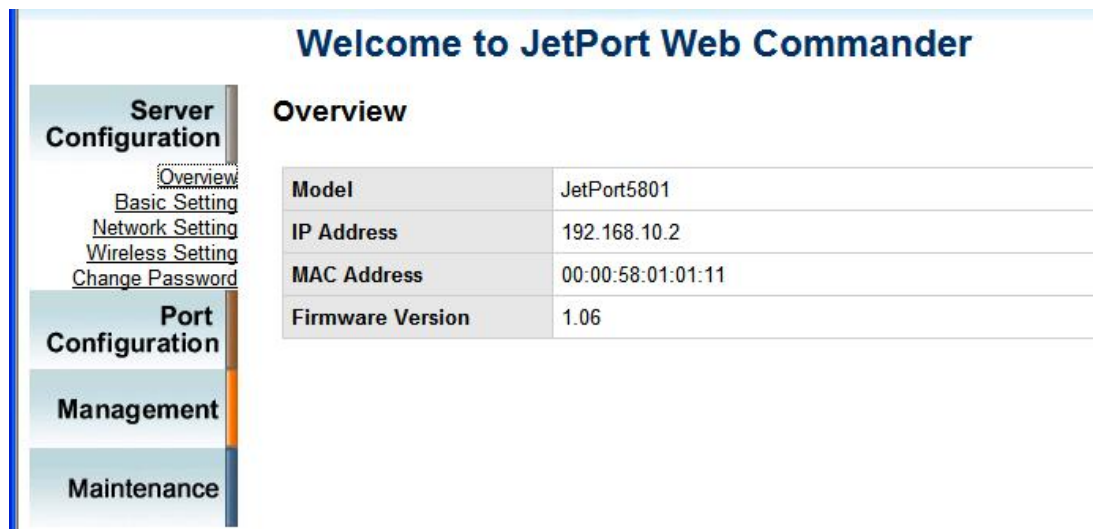 Welcome to JetPort Web Commander
Server
Configuration
Overview
Basic Setting
Network Setting
Wireless Setting
Change Password
Port
Configuration
Management
Maintenance
Overview
Model JetPort5801
IP Address 192.168.10.2
MAC Address 00:00:58:01:01:11
Firmware Version 1.06